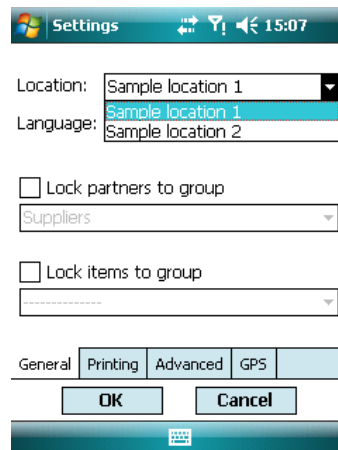 Settings 15:07
Location: Sample location 1
Sample location 1
Language: Sample location 2
Lock partners to group
Suppliers
Lock items to group
-------------
General Printing Advanced GPS
OK Cancel